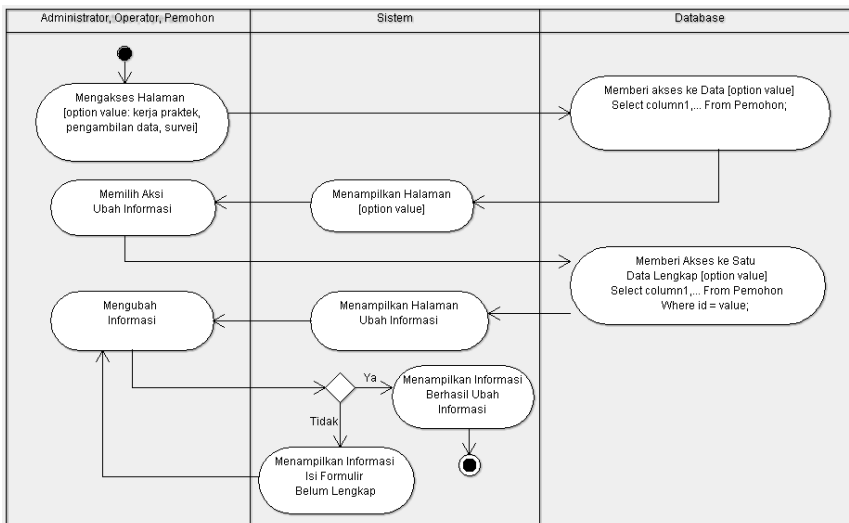 Administrator, Operator, Pemohon
Sistem
Database
Mengakses Halaman
[option value: kerja praktek,
pengambilan data, survei]
Memberi akses ke Data [option value]
Select column1,... From Pemohon;
Memilih Aksi
Ubah Informasi
Menampilkan Halaman
[option value]
Memberi Akses ke Satu
Data Lengkap [option value]
Select column1,... From Pemohon
Where id = value;
Mengubah
Informasi
Menampilkan Halaman
Ubah Informasi
Ya
Menampilkan Informasi
Berhasil Ubah
Informasi
Tidak
Menampilkan Informasi
Isi Formulir
Belum Lengkap